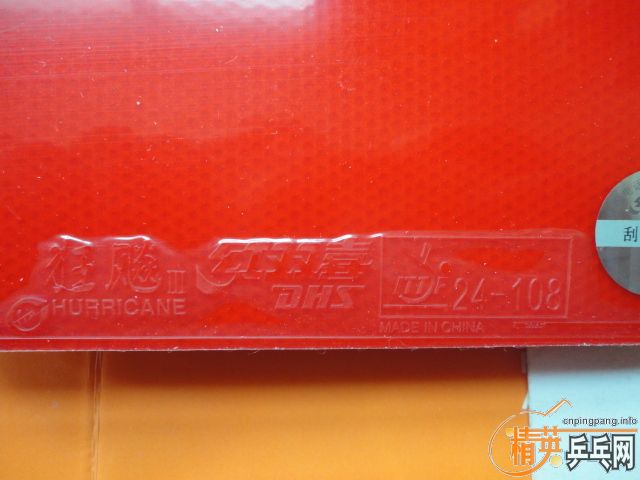 刮
狂飚III 红双喜 24-108
HURRICANE DHS
MADE IN CHINA
cnpingpang.info
精英乒乓网